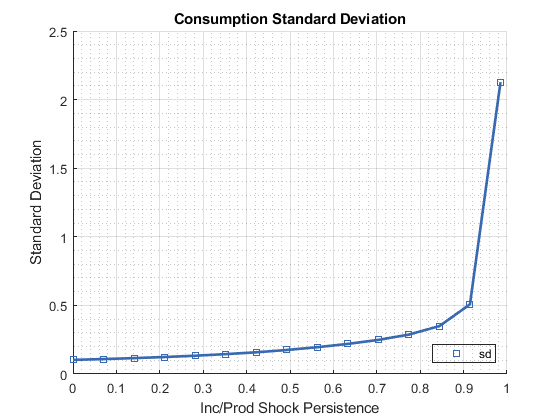 Consumption Standard Deviation
2.5
2
1.5
1
0.5
0
Standard Deviation
sd
0 0.1 0.2 0.3 0.4 0.5 0.6 0.7 0.8 0.9 1
Inc/Prod Shock Persistence